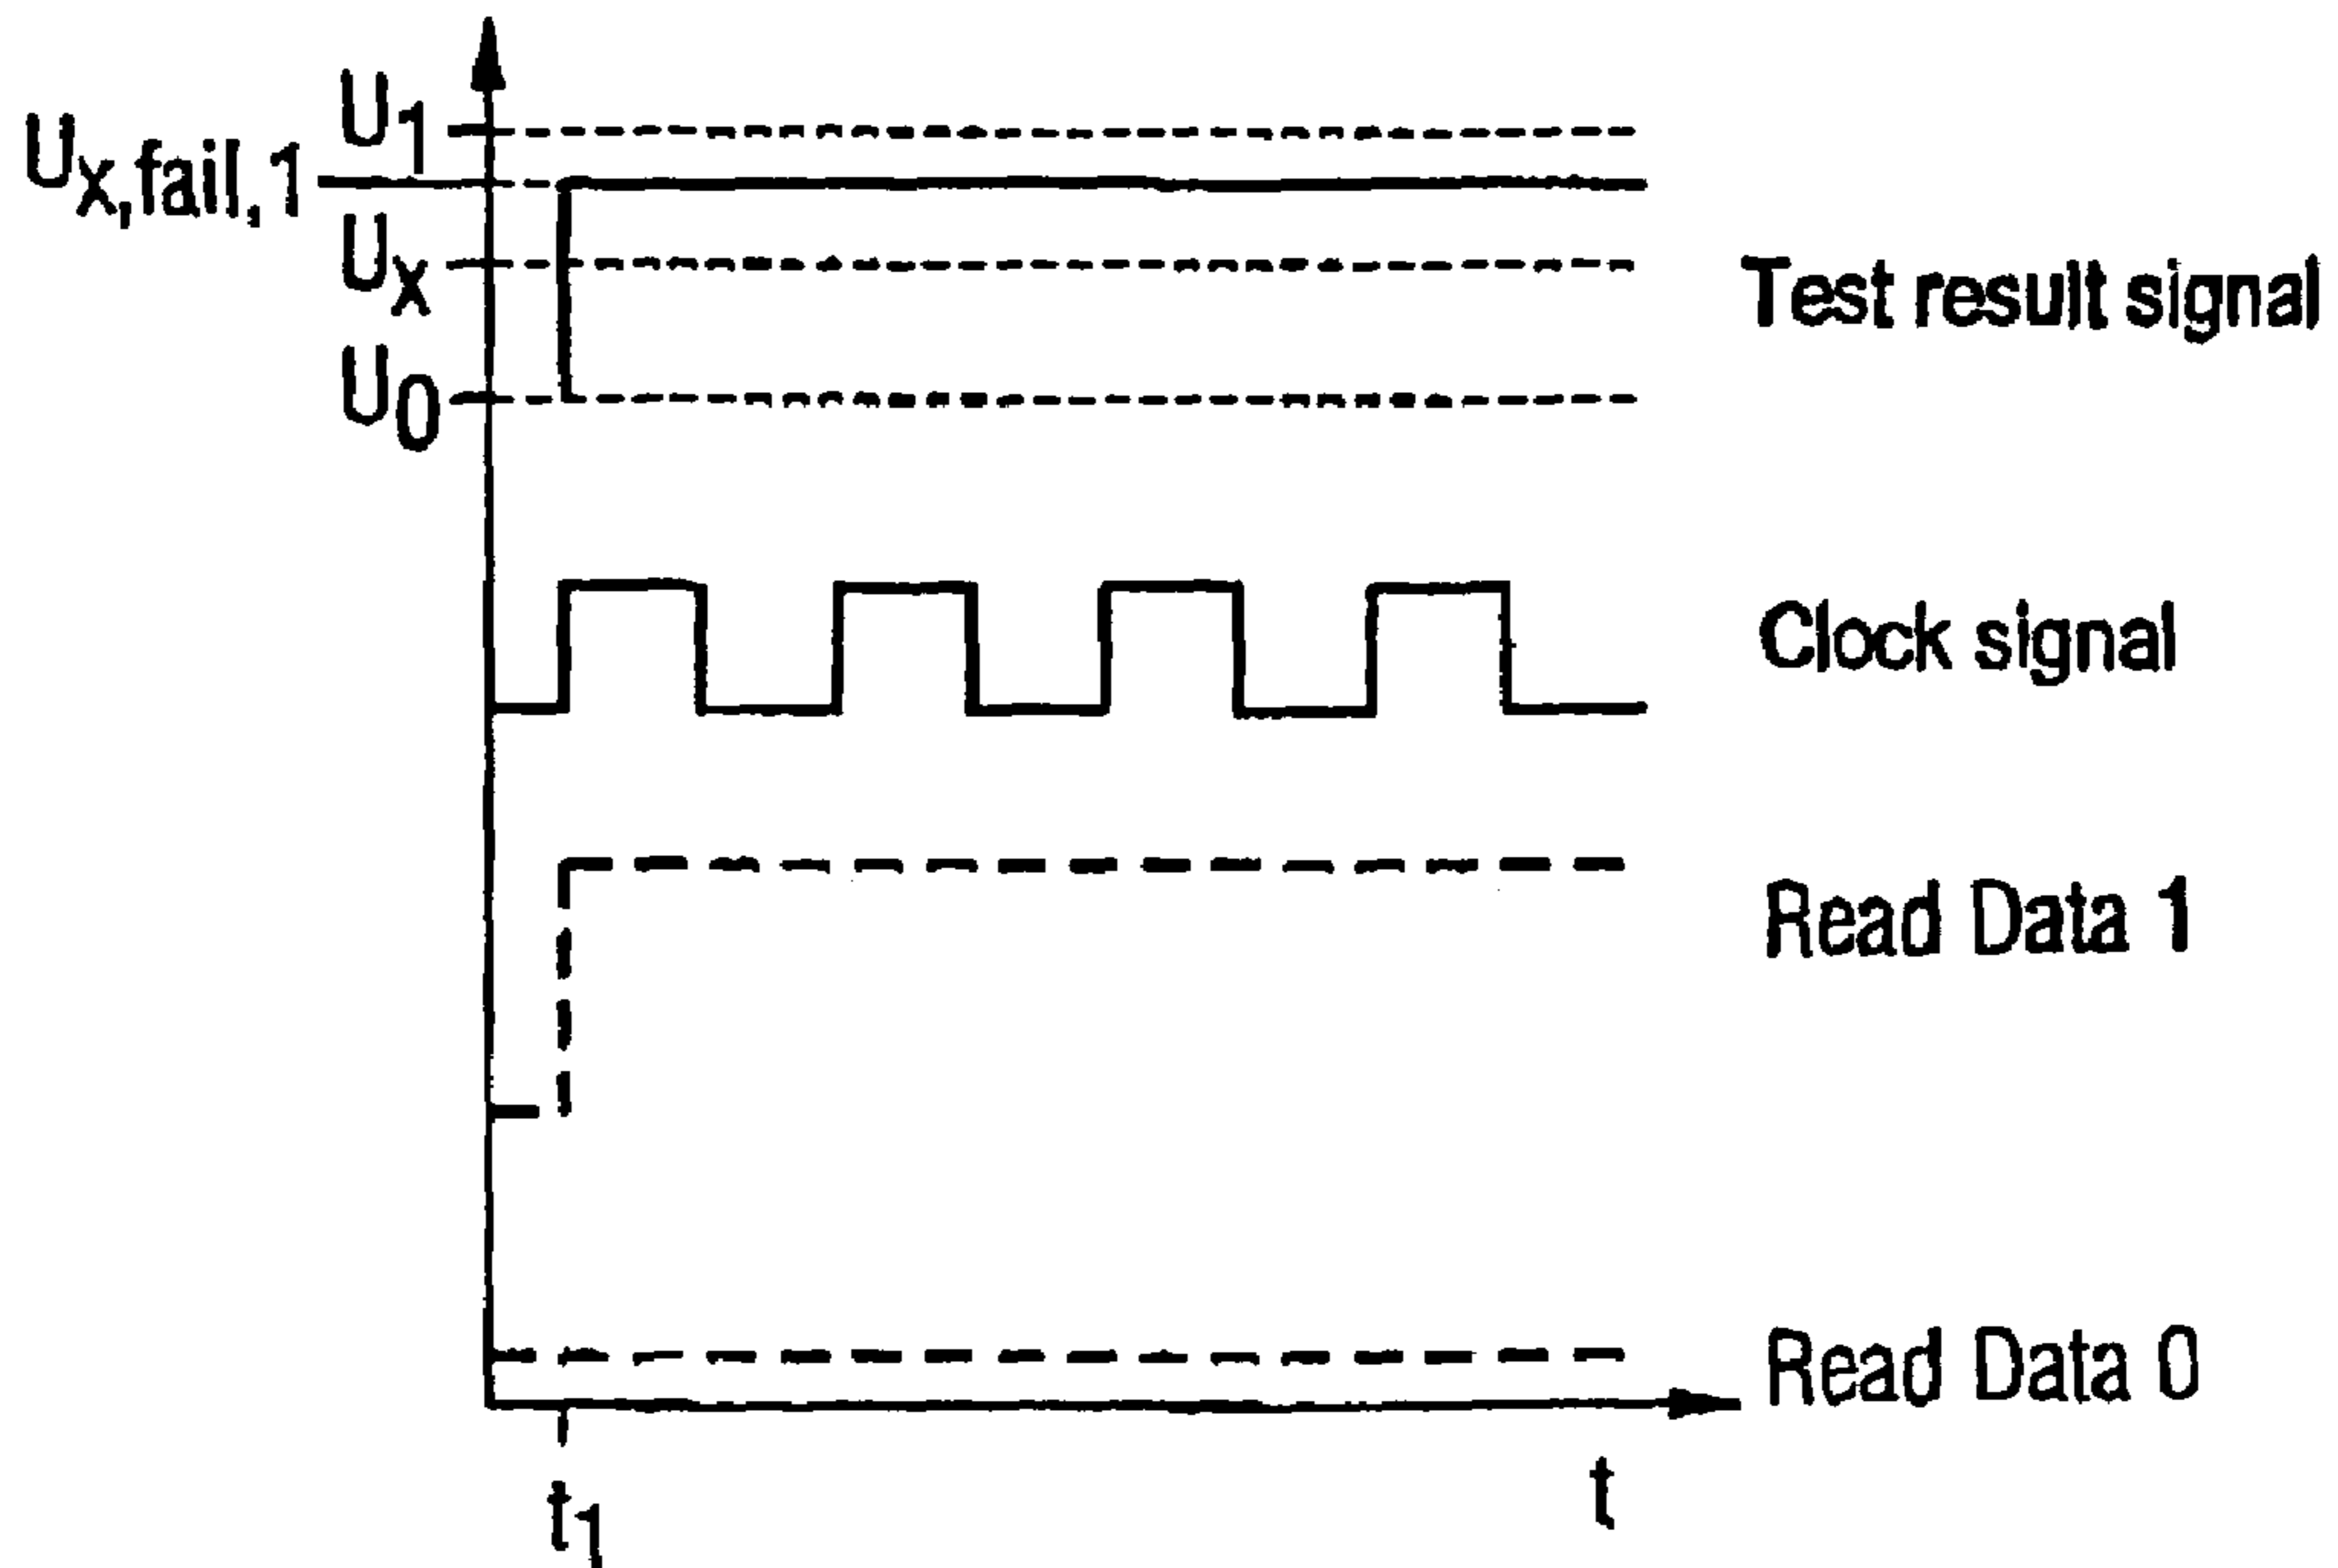 U1
Ux,fail,1
Ux
Test result signal
U0
Clock signal
Read Data 1
Read Data 0
t1
t